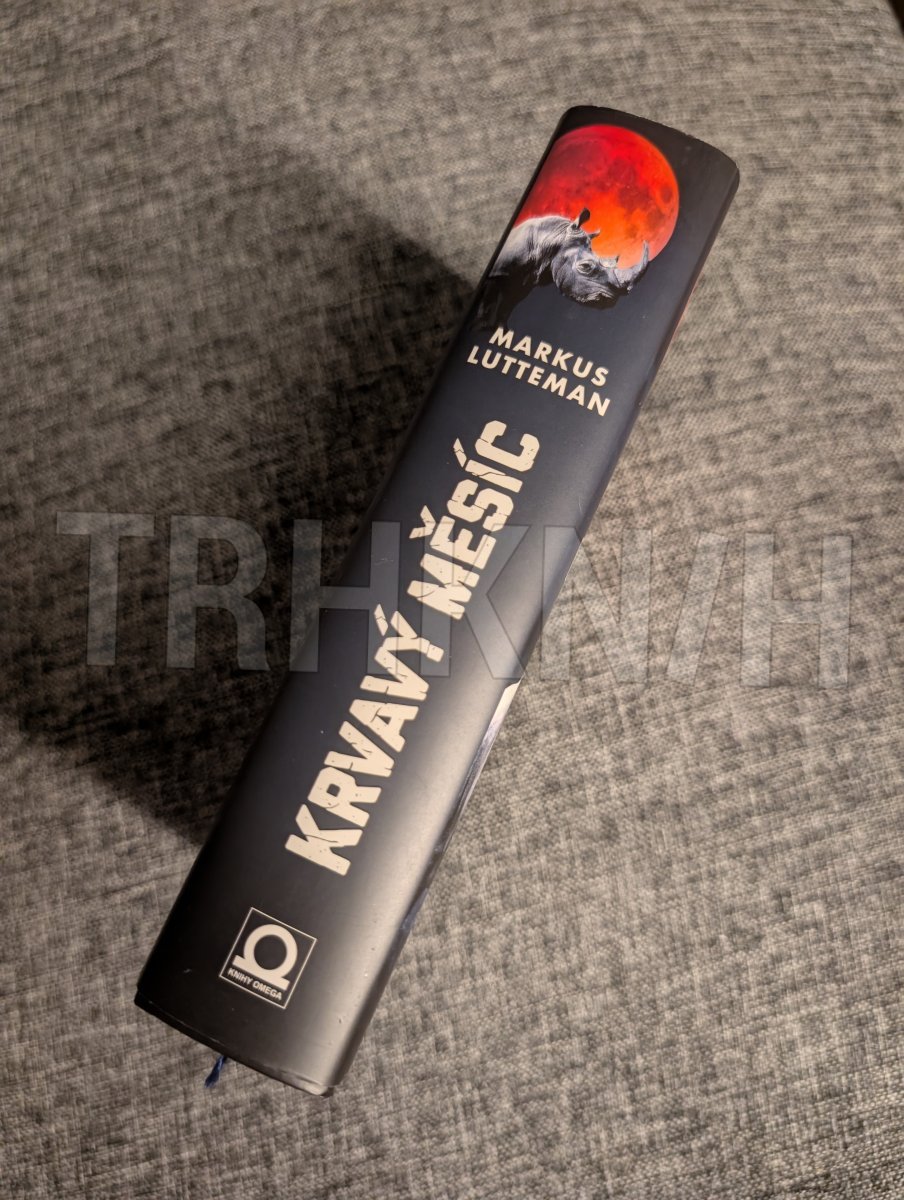 MARKUS
LUTTEMAN
KRVAVÝ MĚSÍC
KNIHY OMEGA
TRHKNIH